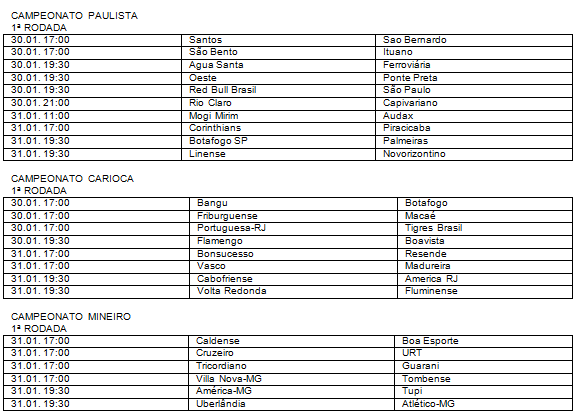 CAMPEONATO PAULISTA
1ª RODADA
30.01. 17:00 Santos Sao Bernardo
30.01. 17:00 São Bento Ituano
30.01. 19:30 Agua Santa Ferroviária
30.01. 19:30 Oeste Ponte Preta
30.01. 19:30 Red Bull Brasil São Paulo
30.01. 21:00 Rio Claro Capivariano
31.01. 11:00 Mogi Mirim Audax
31.01. 17:00 Corinthians Piracicaba
31.01. 19:30 Botafogo SP Palmeiras
31.01. 19:30 Linense Novorizontino
CAMPEONATO CARIOCA
1ª RODADA
30.01. 17:00 Bangu Botafogo
30.01. 17:00 Friburguense Macaé
30.01. 17:00 Portuguesa-RJ Tigres Brasil
30.01. 19:30 Flamengo Boavista
31.01. 17:00 Bonsucesso Resende
31.01. 17:00 Vasco Madureira
31.01. 19:30 Cabofriense America RJ
31.01. 19:30 Volta Redonda Fluminense
CAMPEONATO MINEIRO
1ª RODADA
31.01. 17:00 Caldense Boa Esporte
31.01. 17:00 Cruzeiro URT
31.01. 17:00 Tricordiano Guarani
31.01. 17:00 Villa Nova-MG Tombense
31.01. 19:30 América-MG Tupi
31.01. 19:30 Uberlândia Atlético-MG